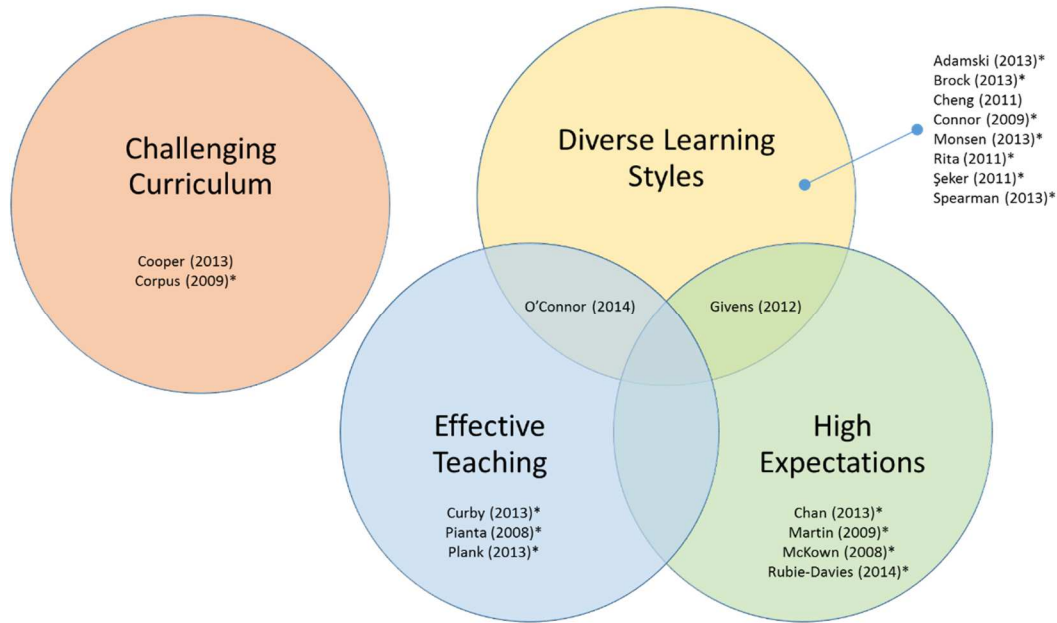 Challenging
Curriculum
Cooper (2013)
Corpus (2009)*
Diverse Learning
Styles
Adamski (2013)*
Brock (2013)*
Cheng (2011)
Connor (2009)*
Monsen (2013)*
Rita (2011)*
Şeker (2011)*
Spearman (2013)*
O’Connor (2014)
Givens (2012)
Effective
Teaching
Curby (2013)*
Pianta (2008)*
Plank (2013)*
High
Expectations
Chan (2013)*
Martin (2009)*
McKown (2008)*
Rubie-Davies (2014)*